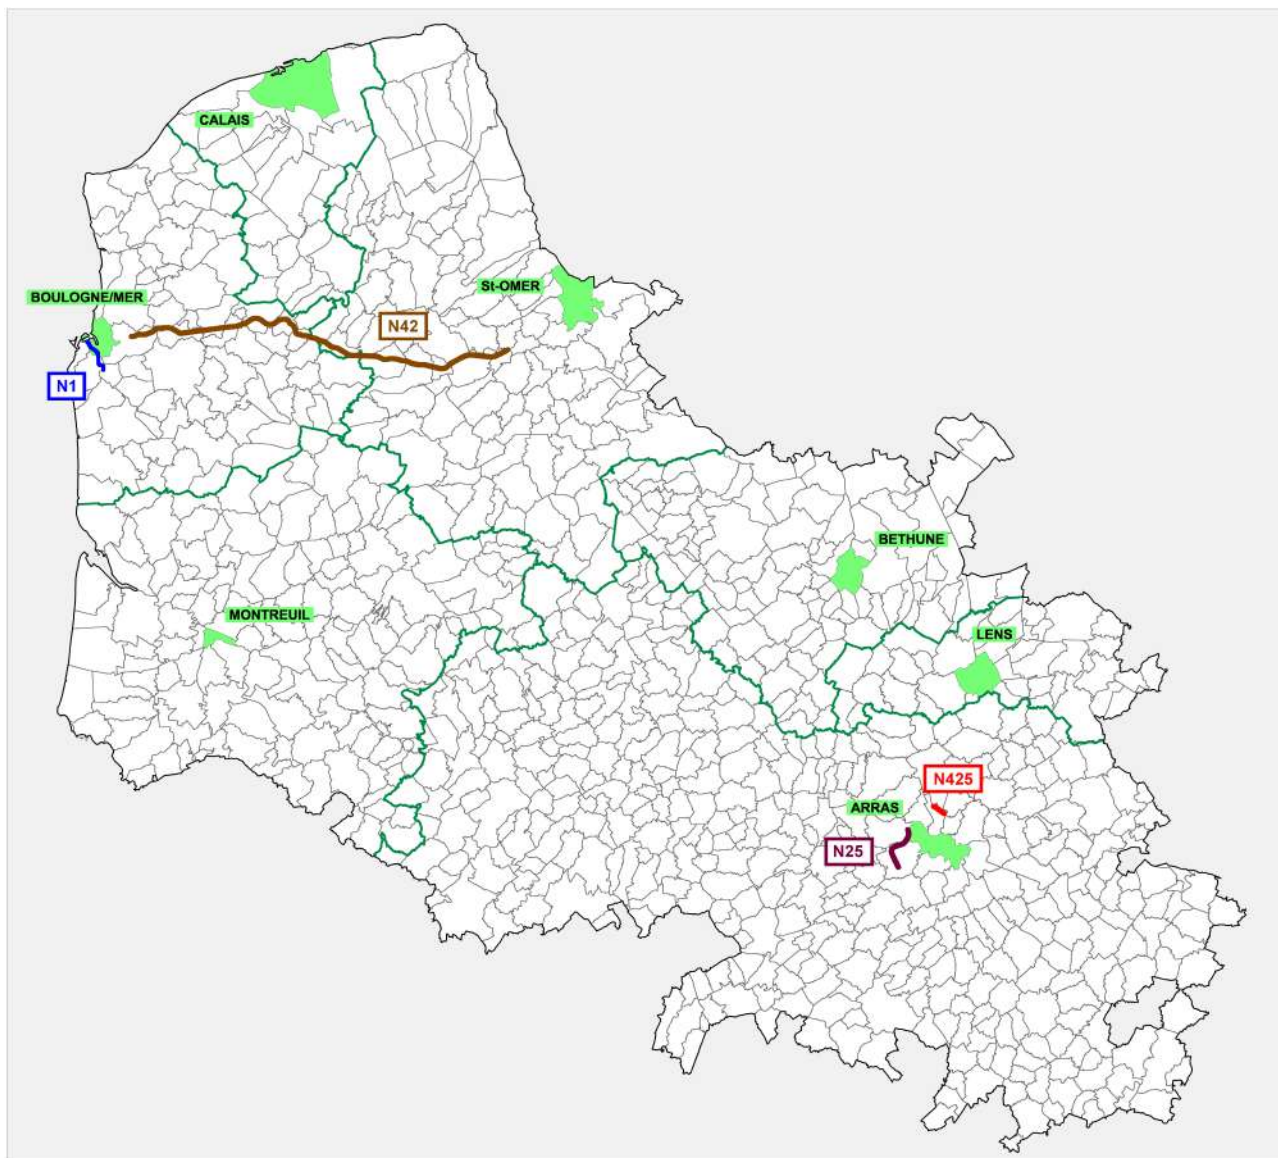 CALAIS
St-OMER
BOULOGNE/MER
N42
N1
BETHUNE
MONTREUIL
LENS
N425
ARRAS
N25